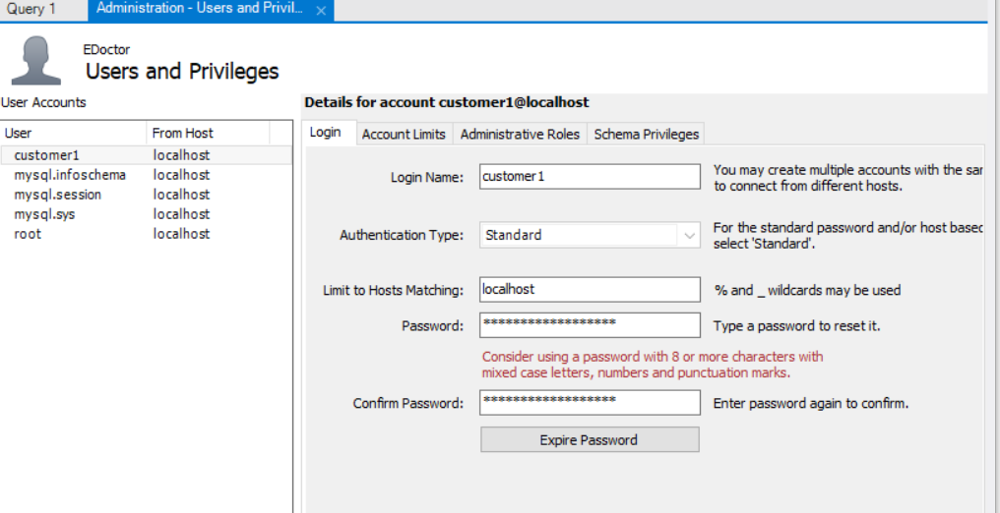 Query 1
Administration - Users and Privil...
EDoctor
Users and Privileges
User Accounts
User From Host
customer1 localhost
mysql.infoschema localhost
mysql.session localhost
mysql.sys localhost
root localhost
Details for account customer1@localhost
Login Account Limits Administrative Roles Schema Privileges
Login Name: customer1
You may create multiple accounts with the sar
to connect from different hosts.
Authentication Type: Standard
For the standard password and/or host based
select 'Standard'.
Limit to Hosts Matching: localhost
% and _ wildcards may be used
Password: ******************
Type a password to reset it.
Consider using a password with 8 or more characters with
mixed case letters, numbers and punctuation marks.
Confirm Password: ******************
Enter password again to confirm.
Expire Password